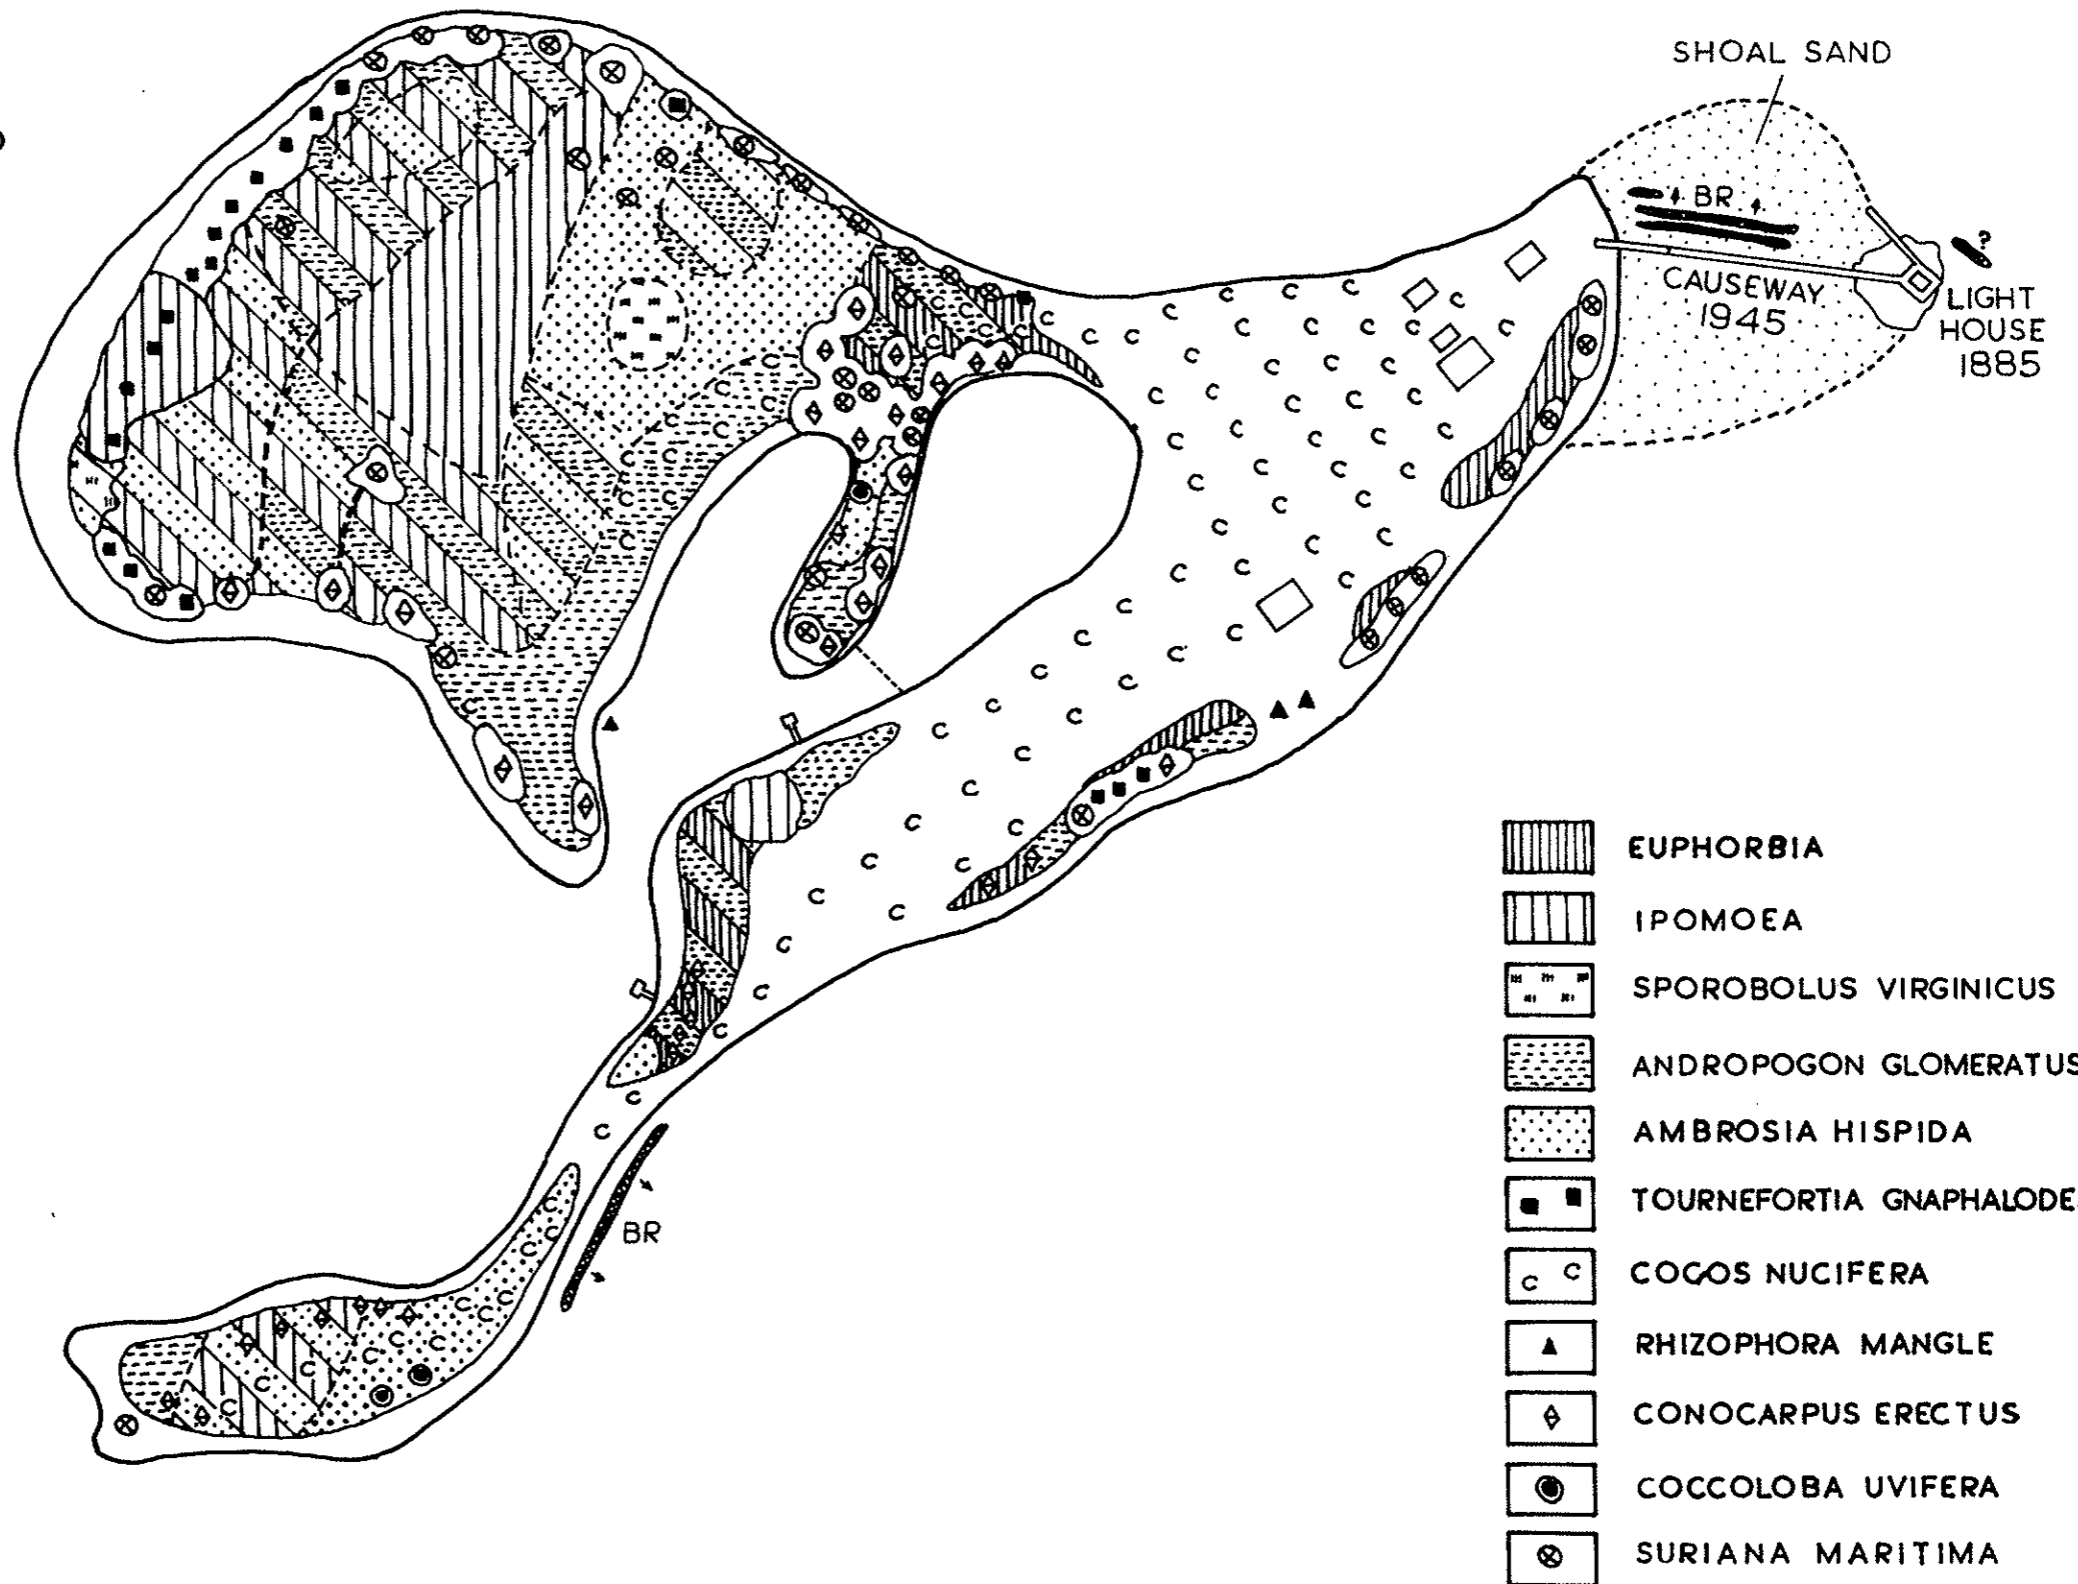 SHOAL SAND
BR
?
CAUSEWAY
1945
LIGHT
HOUSE
1885
EUPHORBIA
IPOMOEA
SPOROBOLUS VIRGINICUS
ANDROPOGON GLOMERATUS
AMBROSIA HISPIDA
TOURNEFORTIA GNAPHALODE
COCOS NUCIFERA
RHIZOPHORA MANGLE
CONOCARPUS ERECTUS
COCCOLOBA UVIFERA
SURIANA MARITIMA
BR